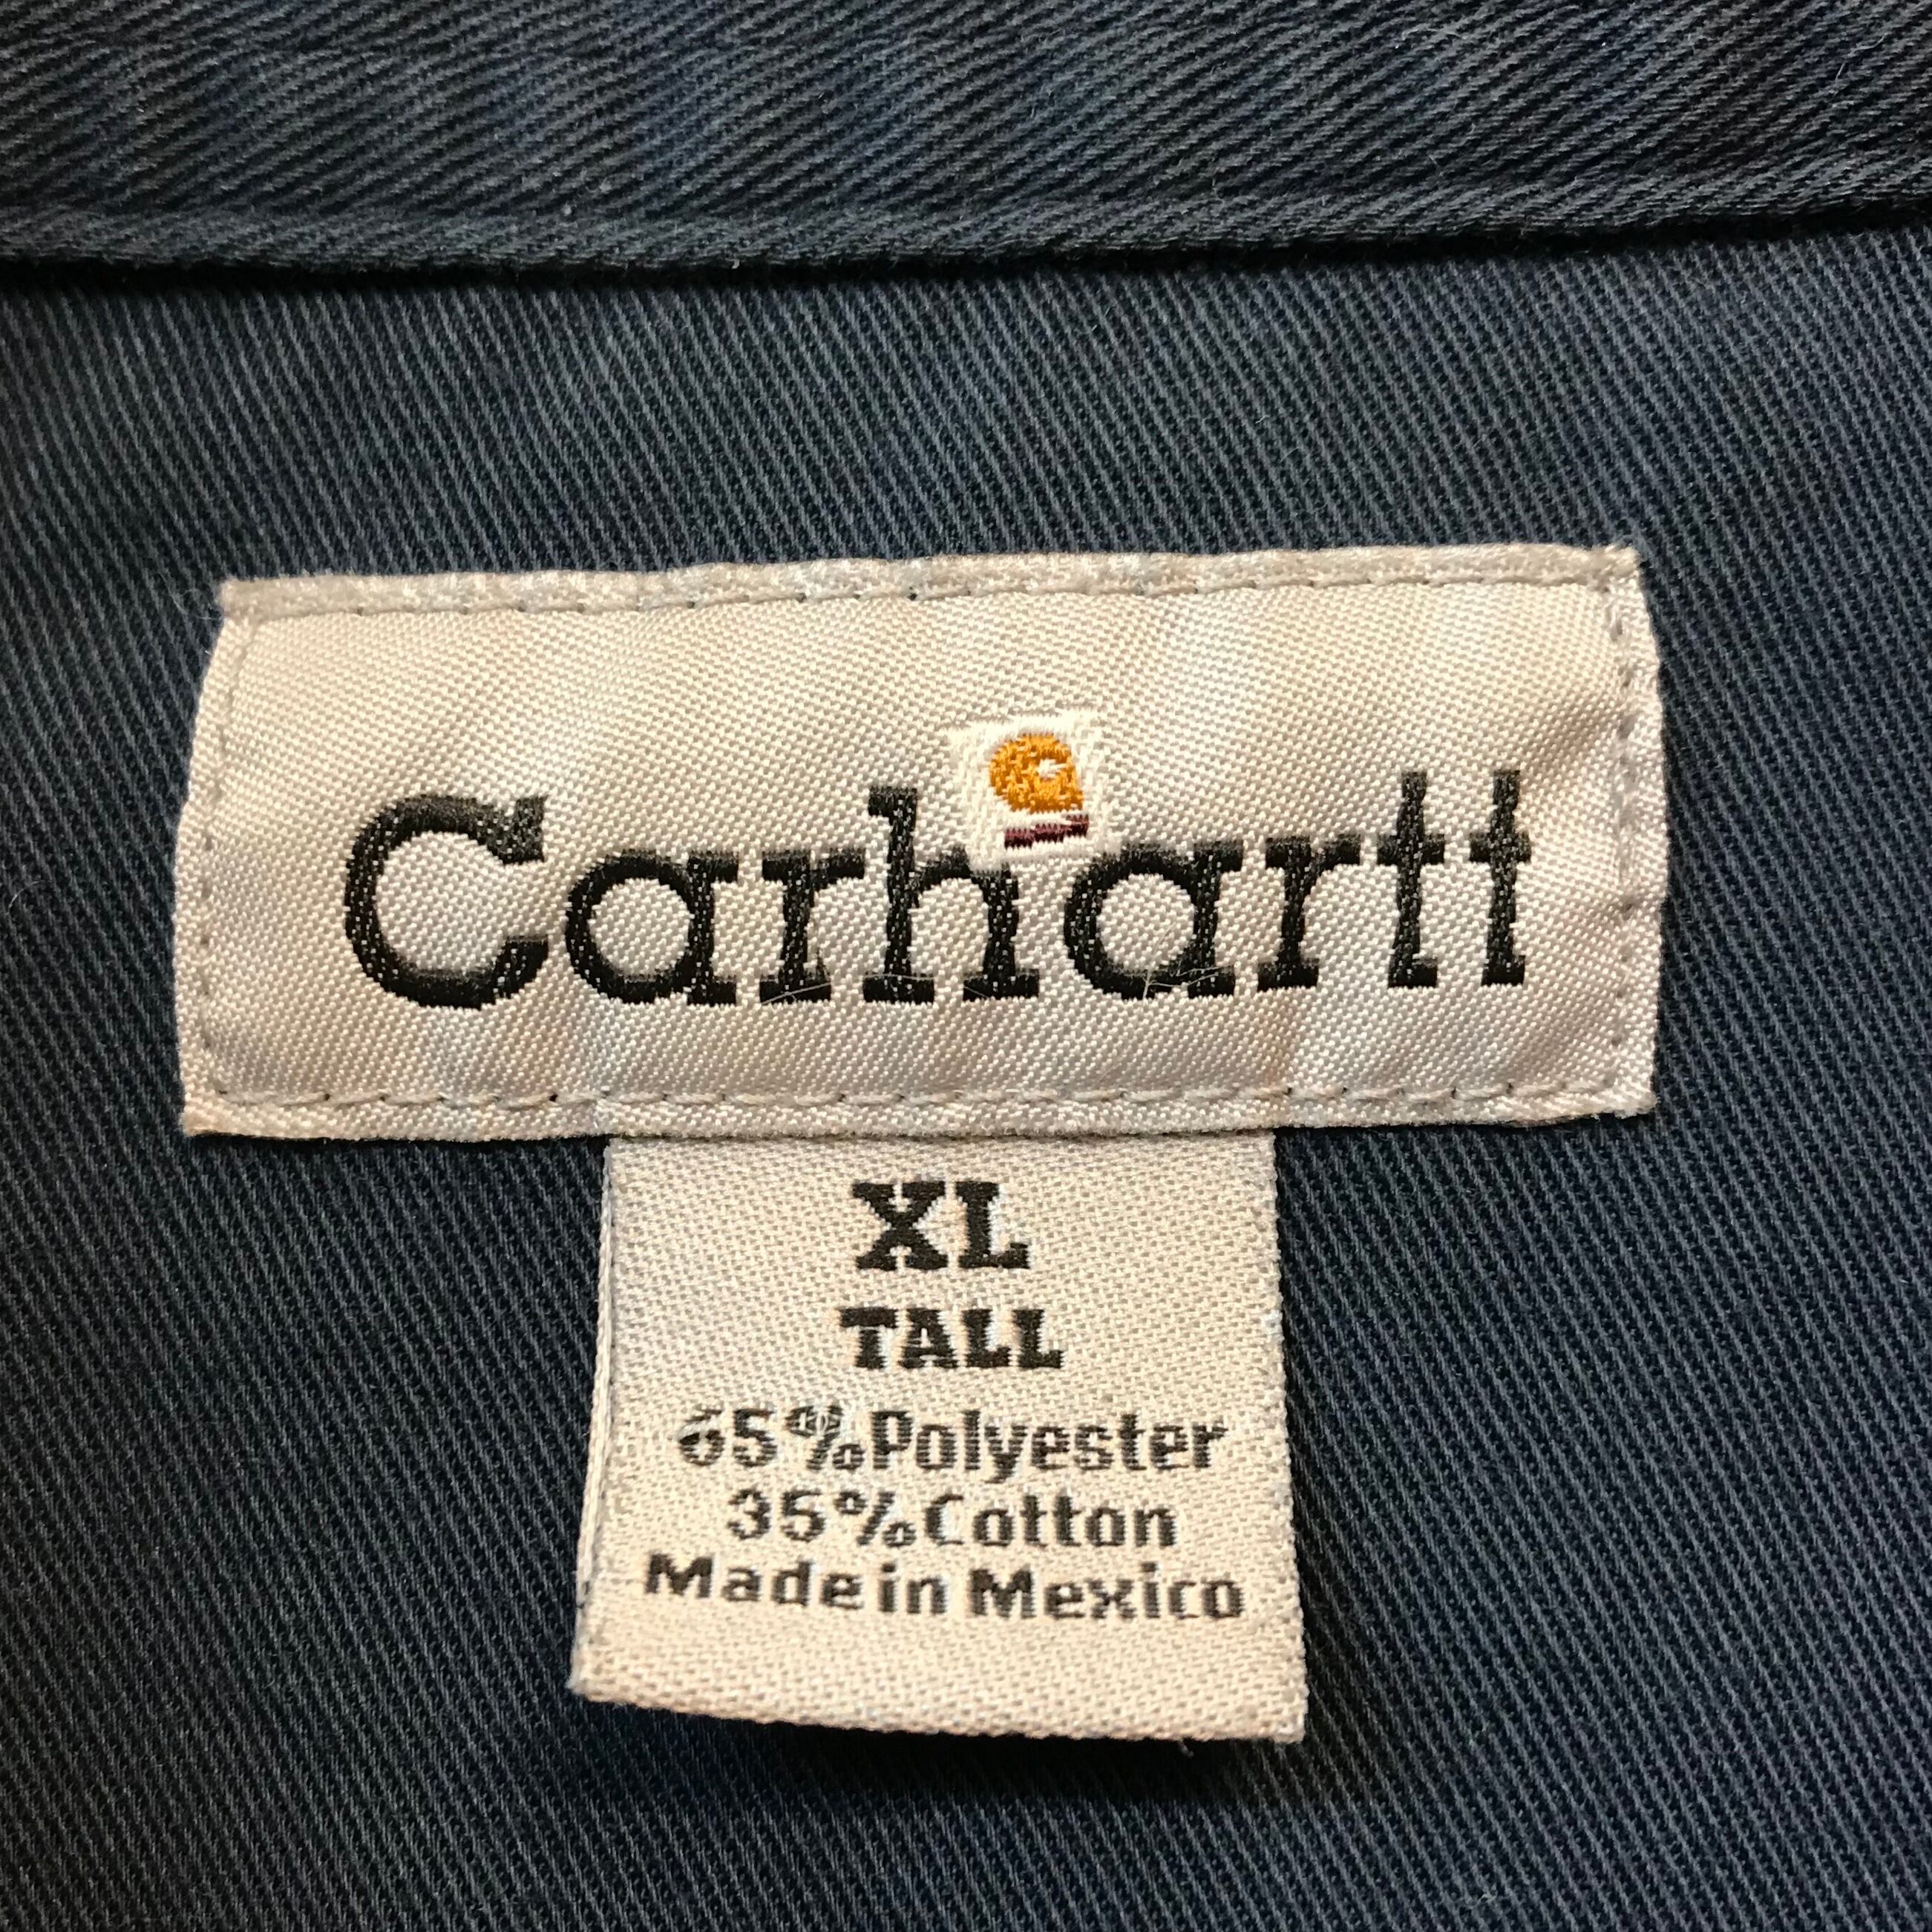 Carhartt
XL
TALL
65% Polyester
35% Cotton
Made in Mexico